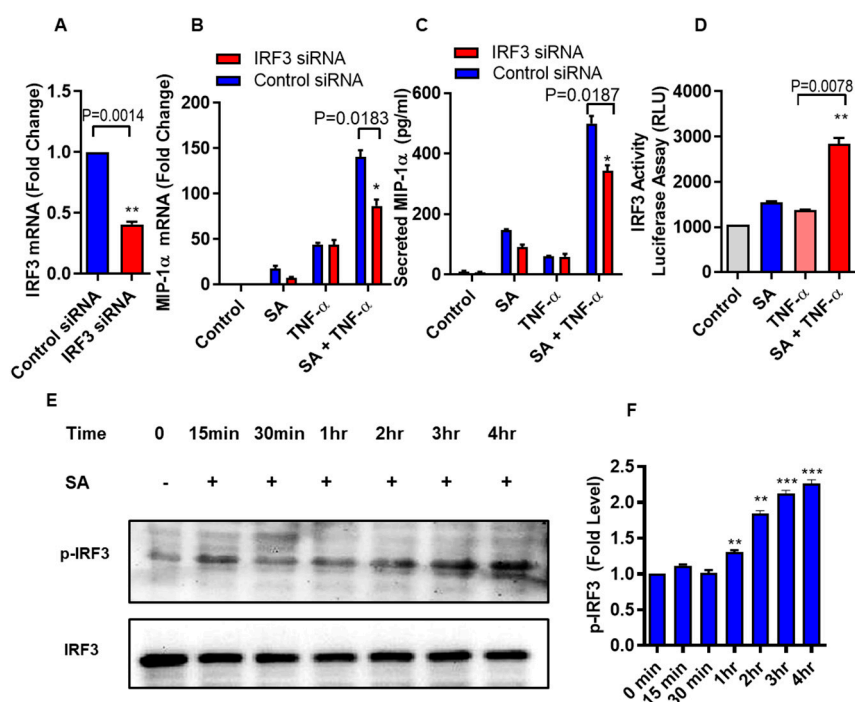 A
IRF3 mRNA (Fold Change)
1.5
1.0
0.5
0.0
P=0.0014
**
Control siRNA
IRF3 siRNA
B
IRF3 siRNA
Control siRNA
MIP-1α mRNA (Fold Change)
200
150
100
50
0
P=0.0183
*
Control
SA
TNF-α
SA + TNF-α
C
IRF3 siRNA
Control siRNA
Secreted MIP-1α (pg/ml)
600
400
200
0
P=0.0187
*
Control
SA
TNF-α
SA + TNF-α
D
IRF3 Activity
Luciferase Assay (RLU)
4000
3000
2000
1000
0
P=0.0078
**
Control
SA
TNF-α
SA + TNF-α
E
Time 0 15min 30min 1hr 2hr 3hr 4hr
SA - + + + + + +
p-IRF3
IRF3
F
p-IRF3 (Fold Level)
2.5
2.0
1.5
1.0
0.5
0.0
**
**
***
***
0 min
15 min
30 min
1hr
2hr
3hr
4hr